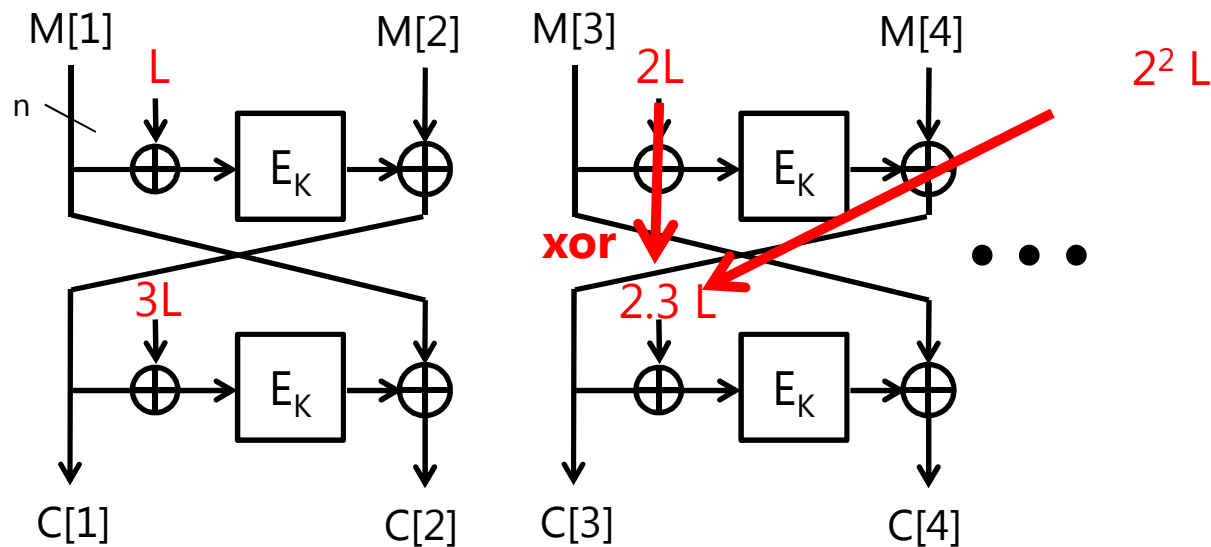 M[1] M[2] M[3] M[4]
L 2L 2² L
n
E_K E_K
xor
3L 2.3 L
E_K E_K
C[1] C[2] C[3] C[4]